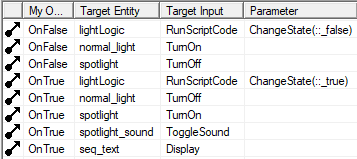 My O... Target Entity Target Input Parameter
OnFalse lightLogic RunScriptCode ChangeState(::_false)
OnFalse normal_light TurnOn
OnFalse spotlight TurnOff
OnTrue lightLogic RunScriptCode ChangeState(::_true)
OnTrue normal_light TurnOff
OnTrue spotlight TurnOn
OnTrue spotlight_sound ToggleSound
OnTrue seq_text Display